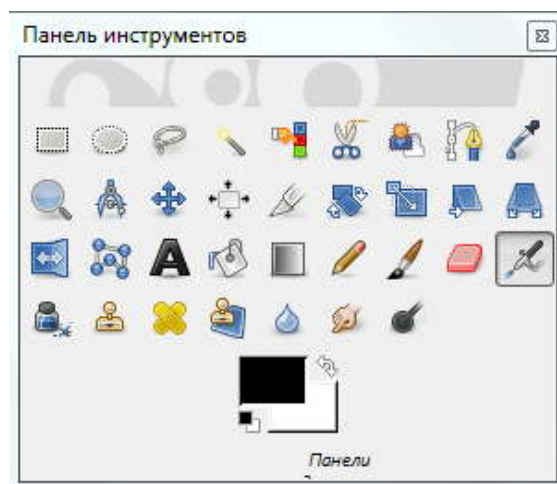 Панель инструментов
Панели